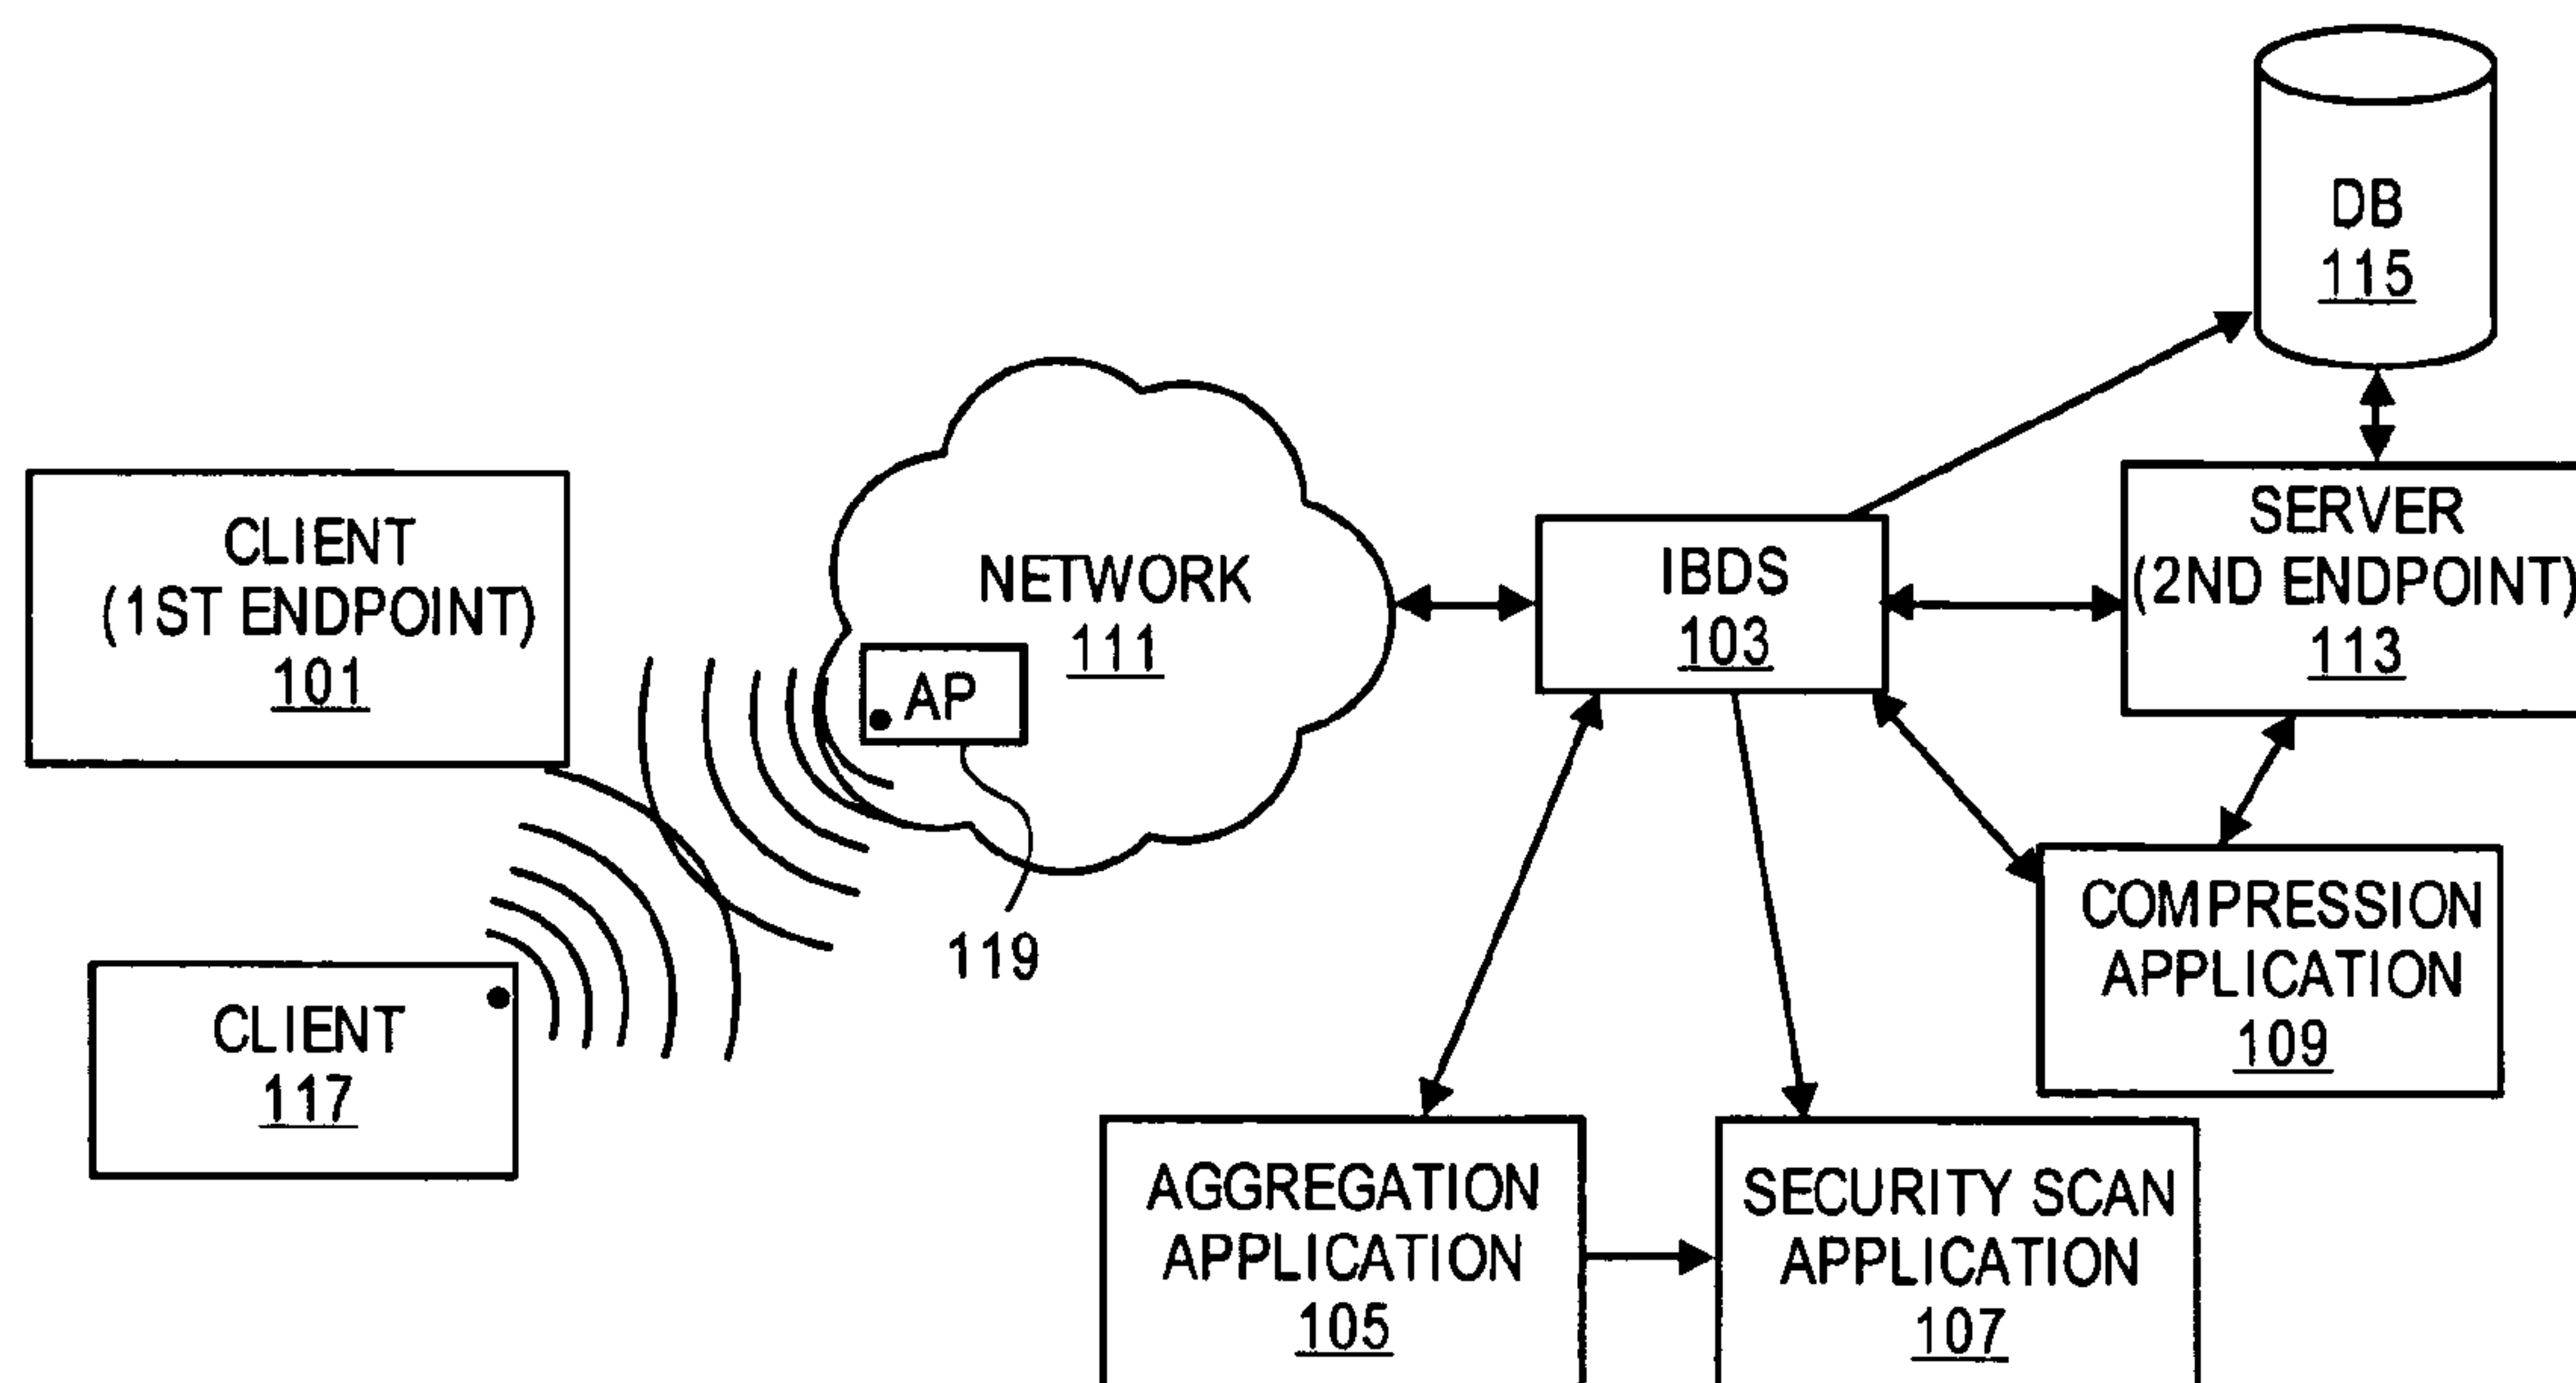 DB
115
CLIENT
(1ST ENDPOINT)
101
NETWORK
111
AP
119
IBDS
103
SERVER
(2ND ENDPOINT)
113
CLIENT
117
COMPRESSION
APPLICATION
109
AGGREGATION
APPLICATION
105
SECURITY SCAN
APPLICATION
107